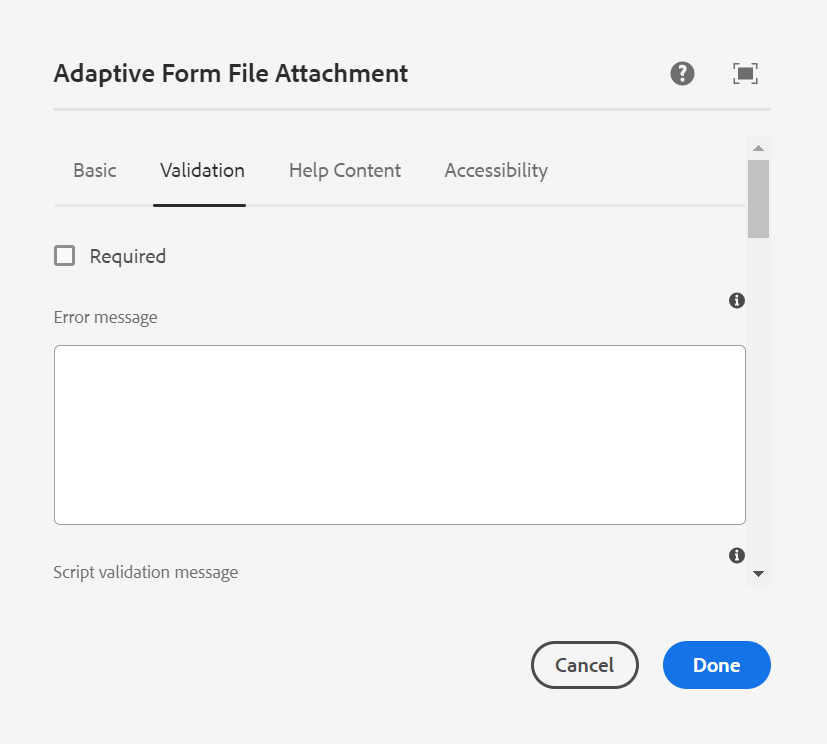 Adaptive Form File Attachment
Basic Validation Help Content Accessibility
Required
Error message
Script validation message
Cancel Done